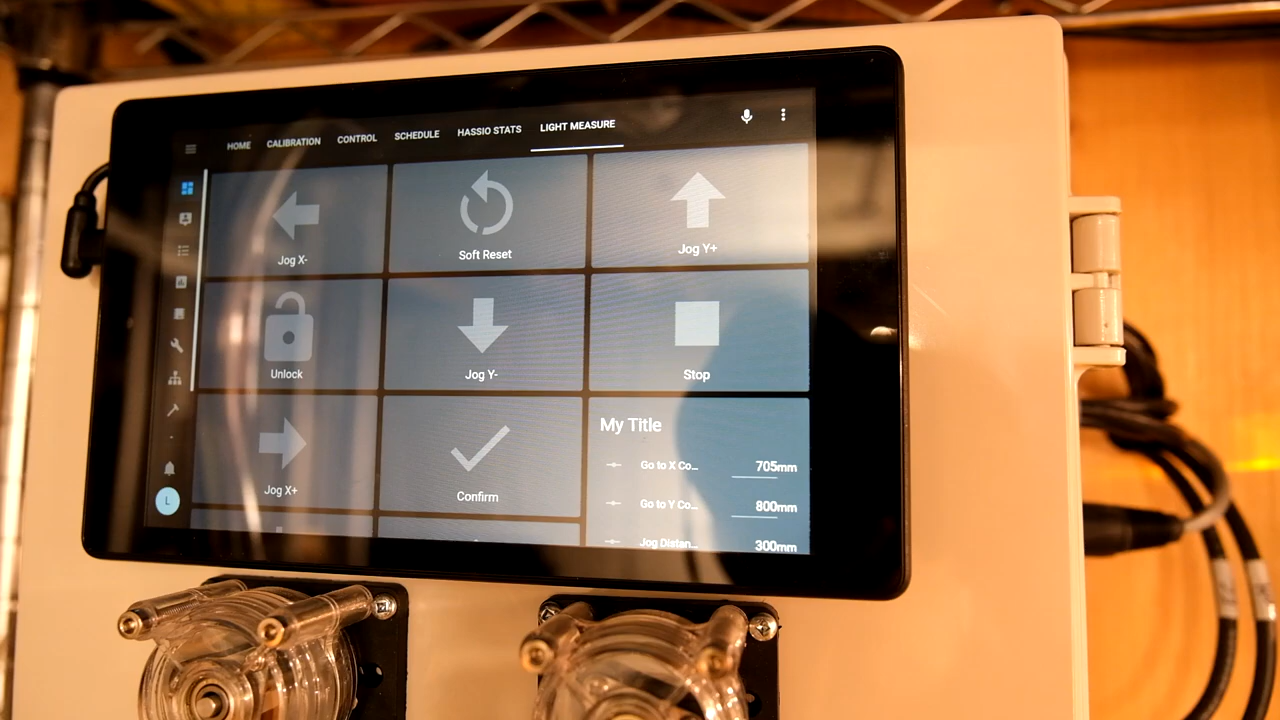 HOME CALIBRATION CONTROL SCHEDULE HASSIO STATS LIGHT MEASURE
Jog X-
Soft Reset
Jog Y+
Unlock
Jog Y-
Stop
Jog X+
Confirm
My Title
Go to X Co... 705mm
Go to Y Co... 800mm
Jog Distan... 300mm
L